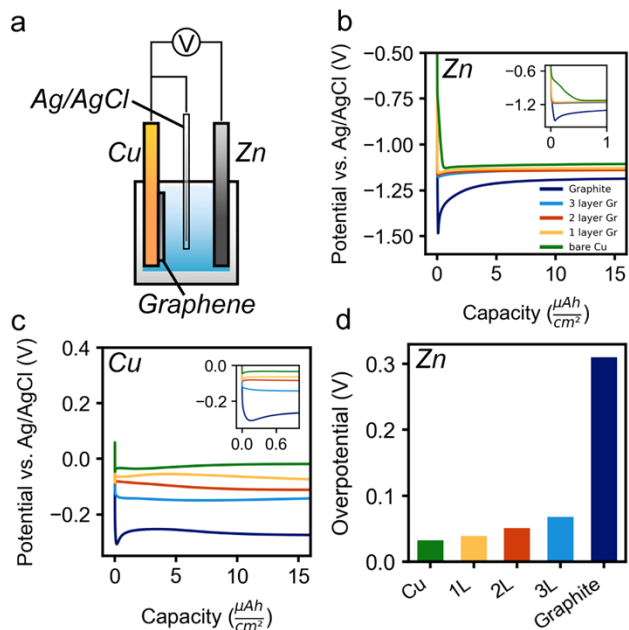 a
V
Ag/AgCl
Cu
Zn
Graphene
b
Potential vs. Ag/AgCl (V)
−0.50
−0.75
−1.00
−1.25
−1.50
Zn
−0.6
−1.2
0
1
Graphite
3 layer Gr
2 layer Gr
1 layer Gr
bare Cu
0
5
10
15
Capacity (μAh/cm²)
c
Potential vs. Ag/AgCl (V)
0.4
0.2
0.0
−0.2
Cu
0.0
−0.2
0.0
0.6
0
5
10
15
Capacity (μAh/cm²)
d
Overpotential (V)
0.3
0.2
0.1
0.0
Zn
Cu
1L
2L
3L
Graphite